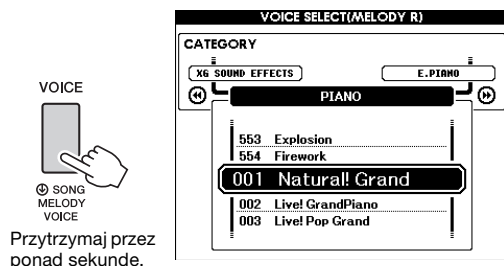 VOICE SELECT(MELODY R)
CATEGORY
XG SOUND EFFECTS
E.PIANO
PIANO
553 Explosion
554 Firework
001 Natural! Grand
002 Live! GrandPiano
003 Live! Pop Grand
VOICE
SONG
MELODY
VOICE
Przytrzymaj przez
ponad sekundę.